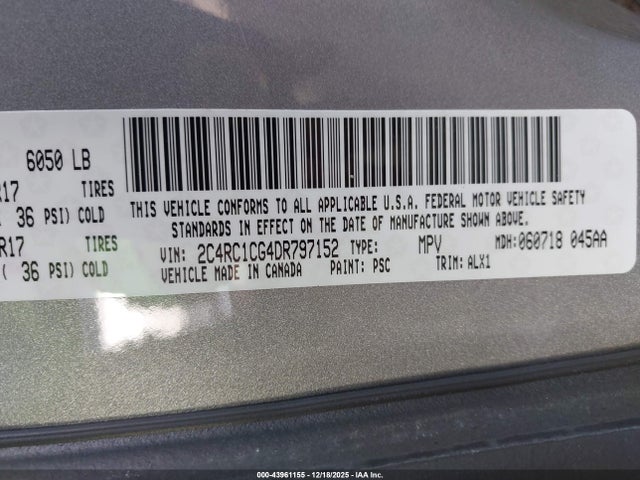 6050 LB
R17 TIRES
( 36 PSI) COLD
R17 TIRES
( 36 PSI) COLD
THIS VEHICLE CONFORMS TO ALL APPLICABLE U.S.A. FEDERAL MOTOR VEHICLE SAFETY
STANDARDS IN EFFECT ON THE DATE OF MANUFACTURE SHOWN ABOVE.
VIN: 2C4RC1CG4DR797152 TYPE: MPV MDH: 060718 045AA
VEHICLE MADE IN CANADA PAINT: PSC TRIM: ALX1
000-43961155 - 12/18/2025 - IAA Inc.